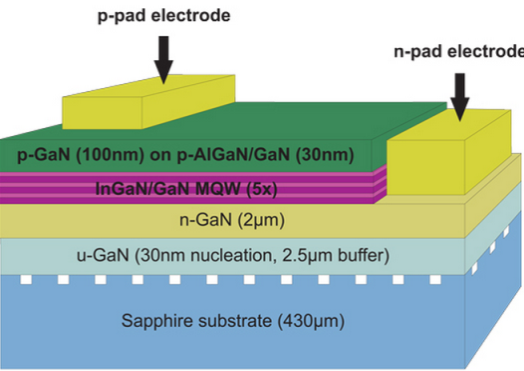 p-pad electrode
n-pad electrode
p-GaN (100nm) on p-AlGaN/GaN (30nm)
InGaN/GaN MQW (5x)
n-GaN (2μm)
u-GaN (30nm nucleation, 2.5μm buffer)
Sapphire substrate (430μm)